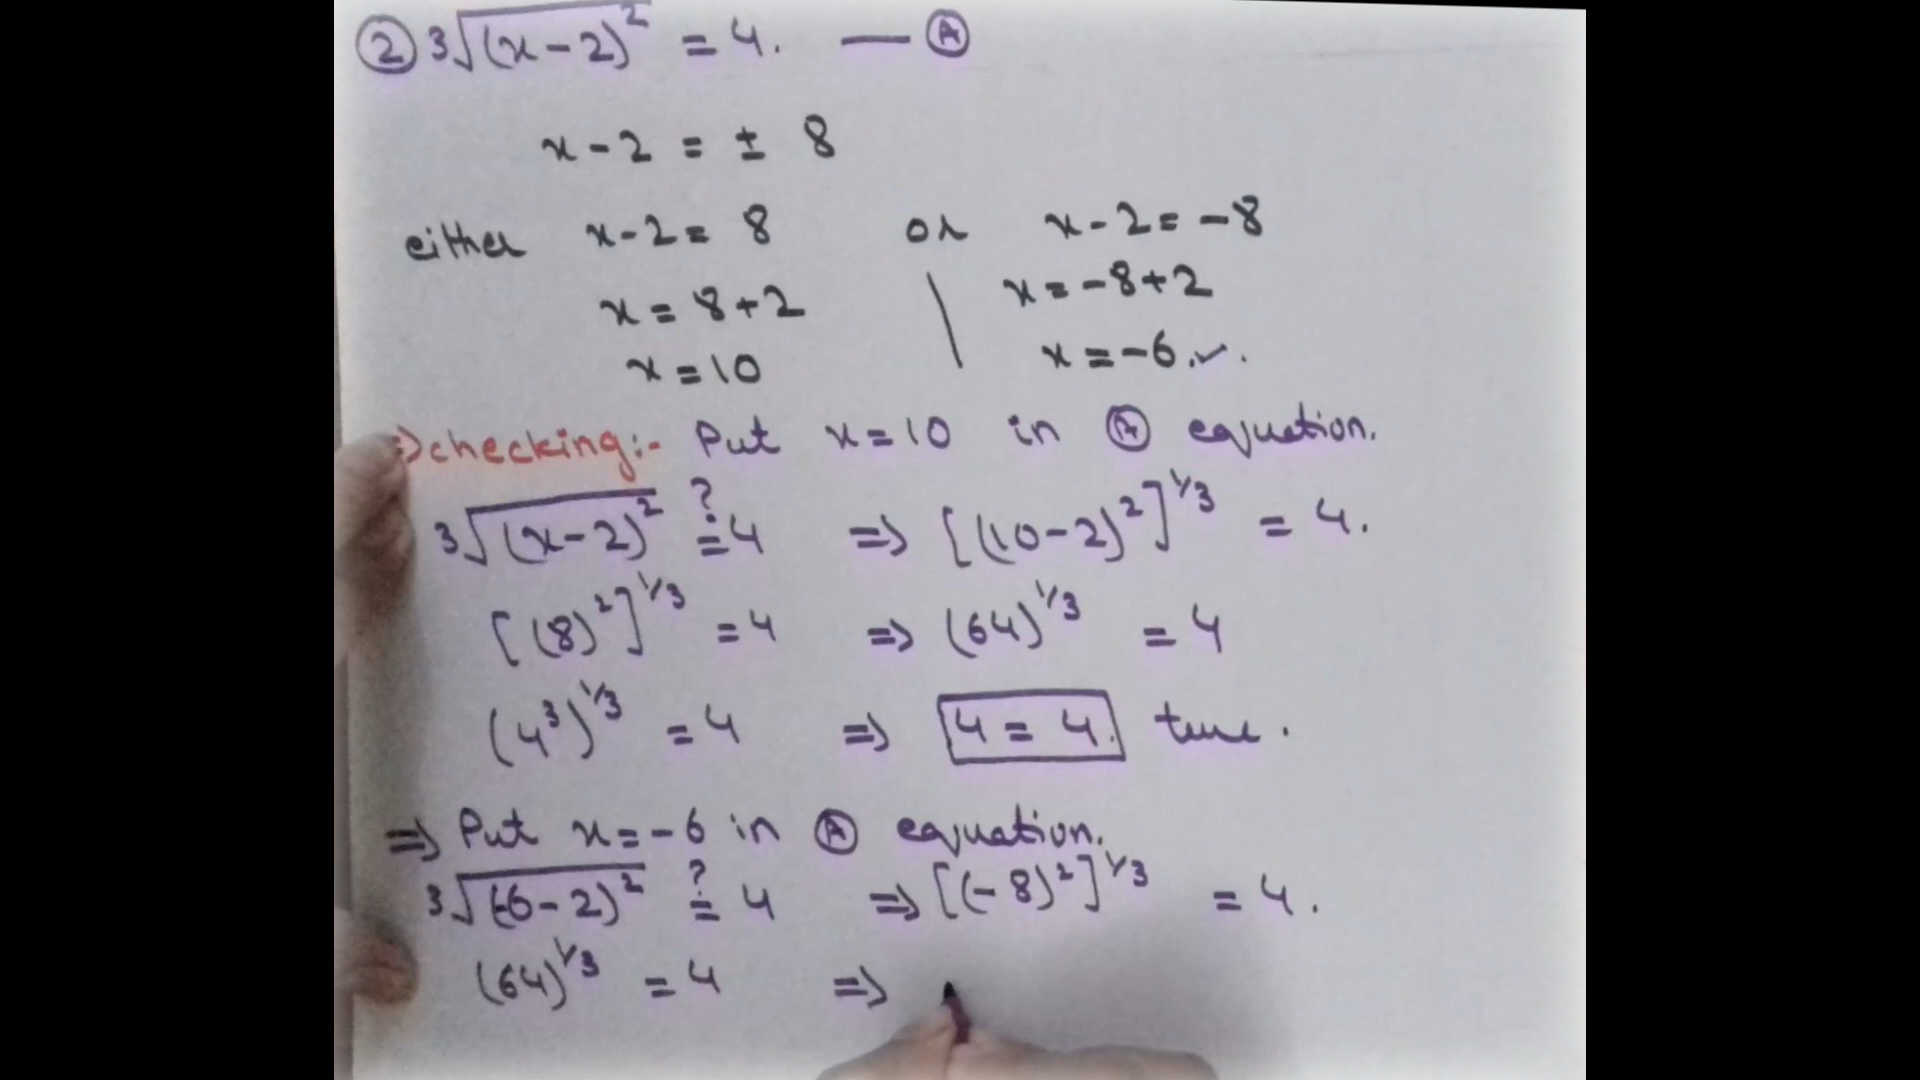 ② ³√(x-2)² = 4. — Ⓐ
x-2 = ± 8
either x-2= 8 or x-2= -8
x= 8+2 | x=-8+2
x=10 x=-6.✓.
⇒checking:- Put x=10 in Ⓐ equation.
³√(x-2)² ?= 4 ⇒ [(10-2)²]^1/3 = 4.
[(8)²]^1/3 = 4 ⇒ (64)^1/3 = 4
(4³)^1/3 = 4 ⇒ 4 = 4. true.
⇒ Put x=-6 in Ⓐ equation.
³√(-6-2)² ?= 4 ⇒ [(-8)²]^1/3 = 4.
(64)^1/3 = 4 ⇒